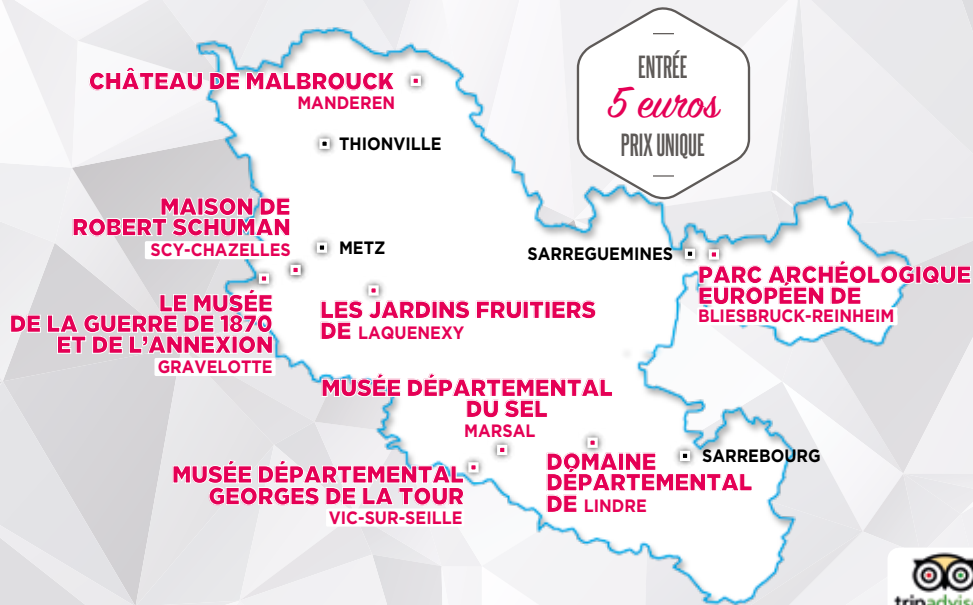 ENTRÉE
5 euros
PRIX UNIQUE
CHÂTEAU DE MALBROUCK
MANDEREN
THIONVILLE
MAISON DE
ROBERT SCHUMAN
SCY-CHAZELLES
METZ
SARREGUEMINES
PARC ARCHÉOLOGIQUE
EUROPÉEN DE
BLIESBRUCK-REINHEIM
LE MUSÉE
DE LA GUERRE DE 1870
ET DE L'ANNEXION
GRAVELOTTE
LES JARDINS FRUITIERS
DE LAQUENEXY
MUSÉE DÉPARTEMENTAL
DU SEL
MARSAL
MUSÉE DÉPARTEMENTAL
GEORGES DE LA TOUR
VIC-SUR-SEILLE
DOMAINE
DÉPARTEMENTAL
DE LINDRE
SARREBOURG